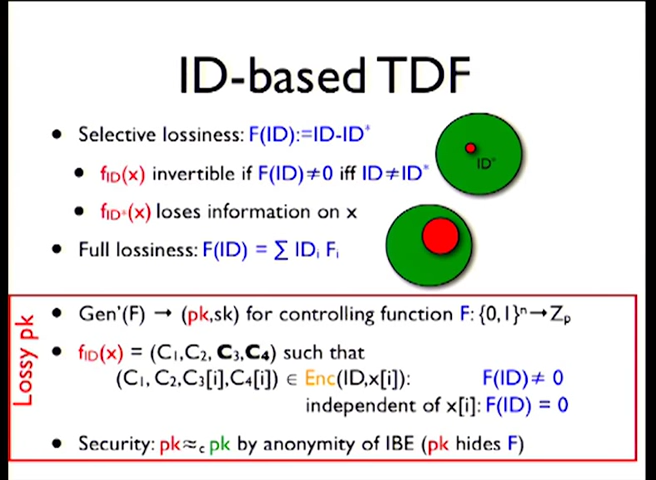 ID-based TDF
• Selective lossiness: F(ID):=ID-ID*
• f_ID(x) invertible if F(ID)≠0 iff ID≠ID*
• f_ID*(x) loses information on x
• Full lossiness: F(ID) = ∑ ID_i F_i
ID*
Lossy pk
• Gen'(F) → (pk,sk) for controlling function F: {0,1}ⁿ→Z_p
• f_ID(x) = (C₁,C₂, C₃,C₄) such that
(C₁, C₂,C₃[i],C₄[i]) ∈ Enc(ID,x[i]): F(ID)≠ 0
independent of x[i]: F(ID) = 0
• Security: pk≈_c pk by anonymity of IBE (pk hides F)